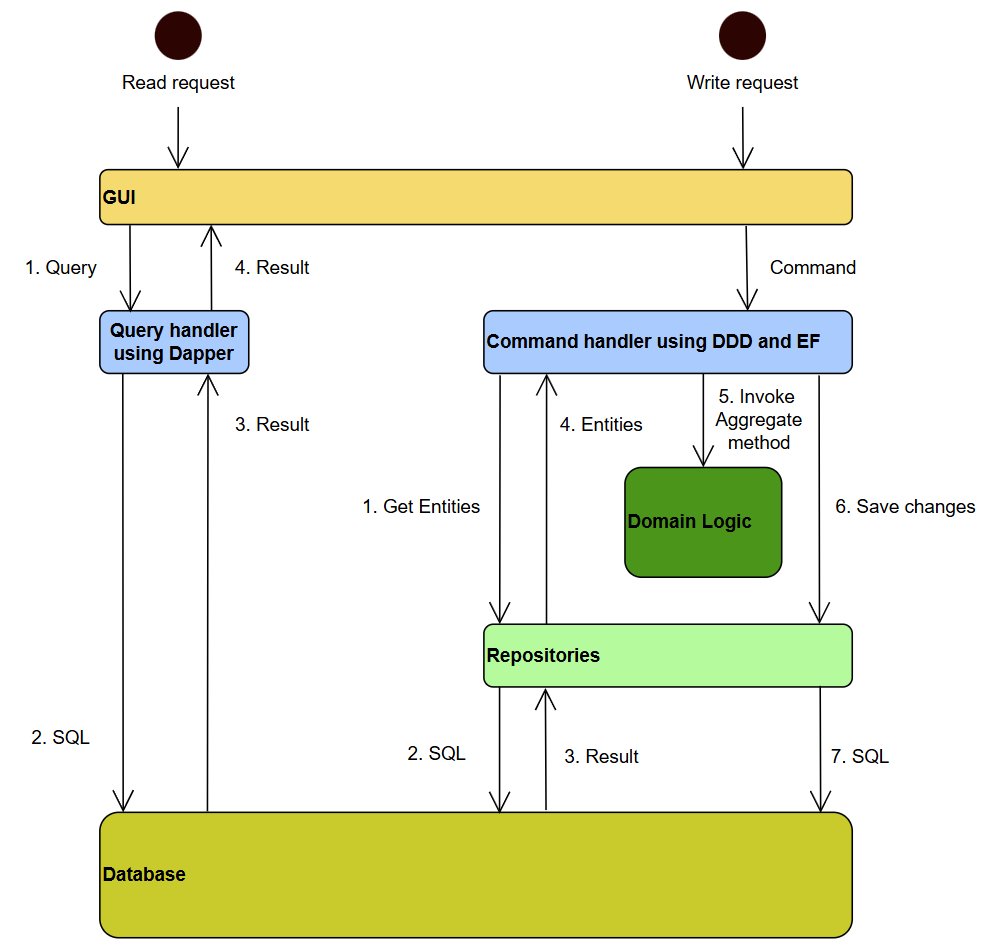 Read request
Write request
GUI
1. Query
4. Result
Command
Query handler
using Dapper
Command handler using DDD and EF
3. Result
4. Entities
5. Invoke
Aggregate
method
1. Get Entities
6. Save changes
Domain Logic
Repositories
2. SQL
2. SQL
3. Result
7. SQL
Database